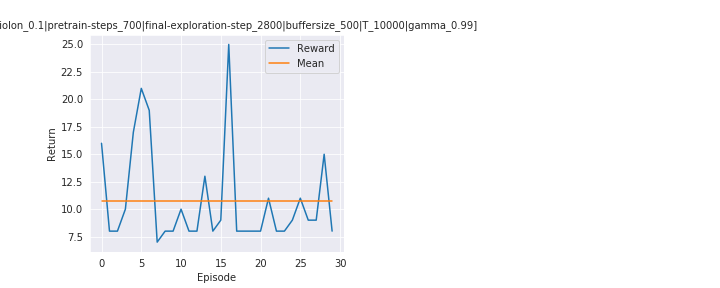 iolon_0.1|pretrain-steps_700|final-exploration-step_2800|buffersize_500|T_10000|gamma_0.99]
Reward
Mean
25.0
22.5
20.0
17.5
15.0
12.5
10.0
7.5
Return
0 5 10 15 20 25 30
Episode